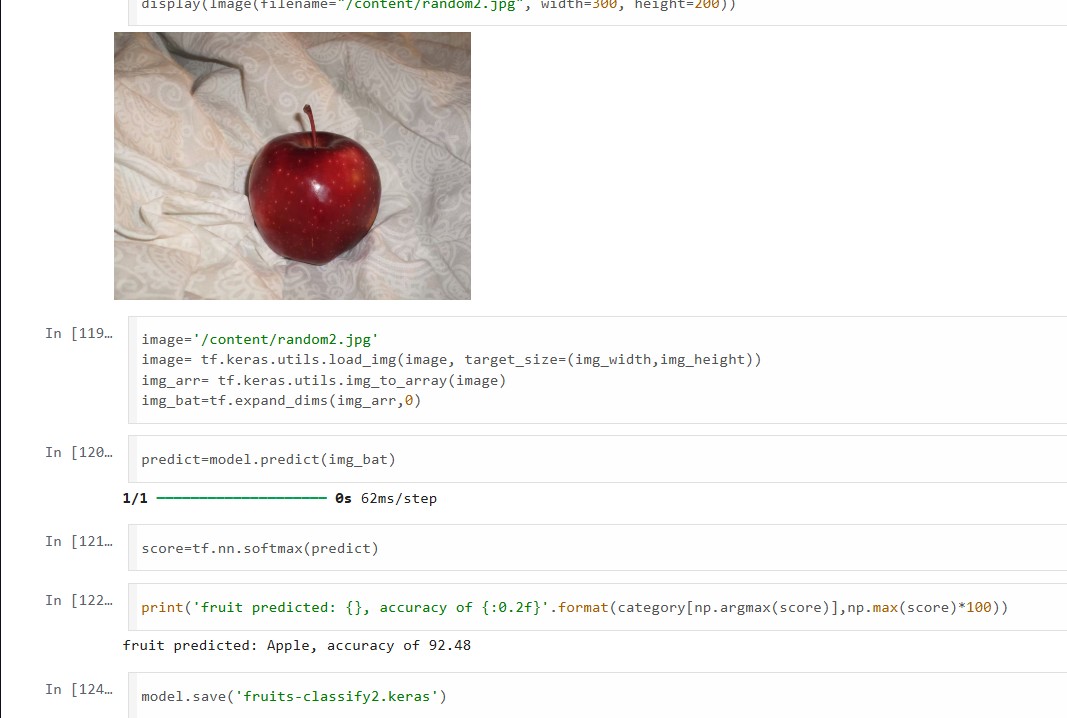 display(Image(filename="/content/random2.jpg", width=300, height=200))
In [119…
image='/content/random2.jpg'
image= tf.keras.utils.load_img(image, target_size=(img_width,img_height))
img_arr= tf.keras.utils.img_to_array(image)
img_bat=tf.expand_dims(img_arr,0)
In [120…
predict=model.predict(img_bat)
1/1 ━━━━━━━━━━━━━━━━━━━━ 0s 62ms/step
In [121…
score=tf.nn.softmax(predict)
In [122…
print('fruit predicted: {}, accuracy of {:0.2f}'.format(category[np.argmax(score)],np.max(score)*100))
fruit predicted: Apple, accuracy of 92.48
In [124…
model.save('fruits-classify2.keras')